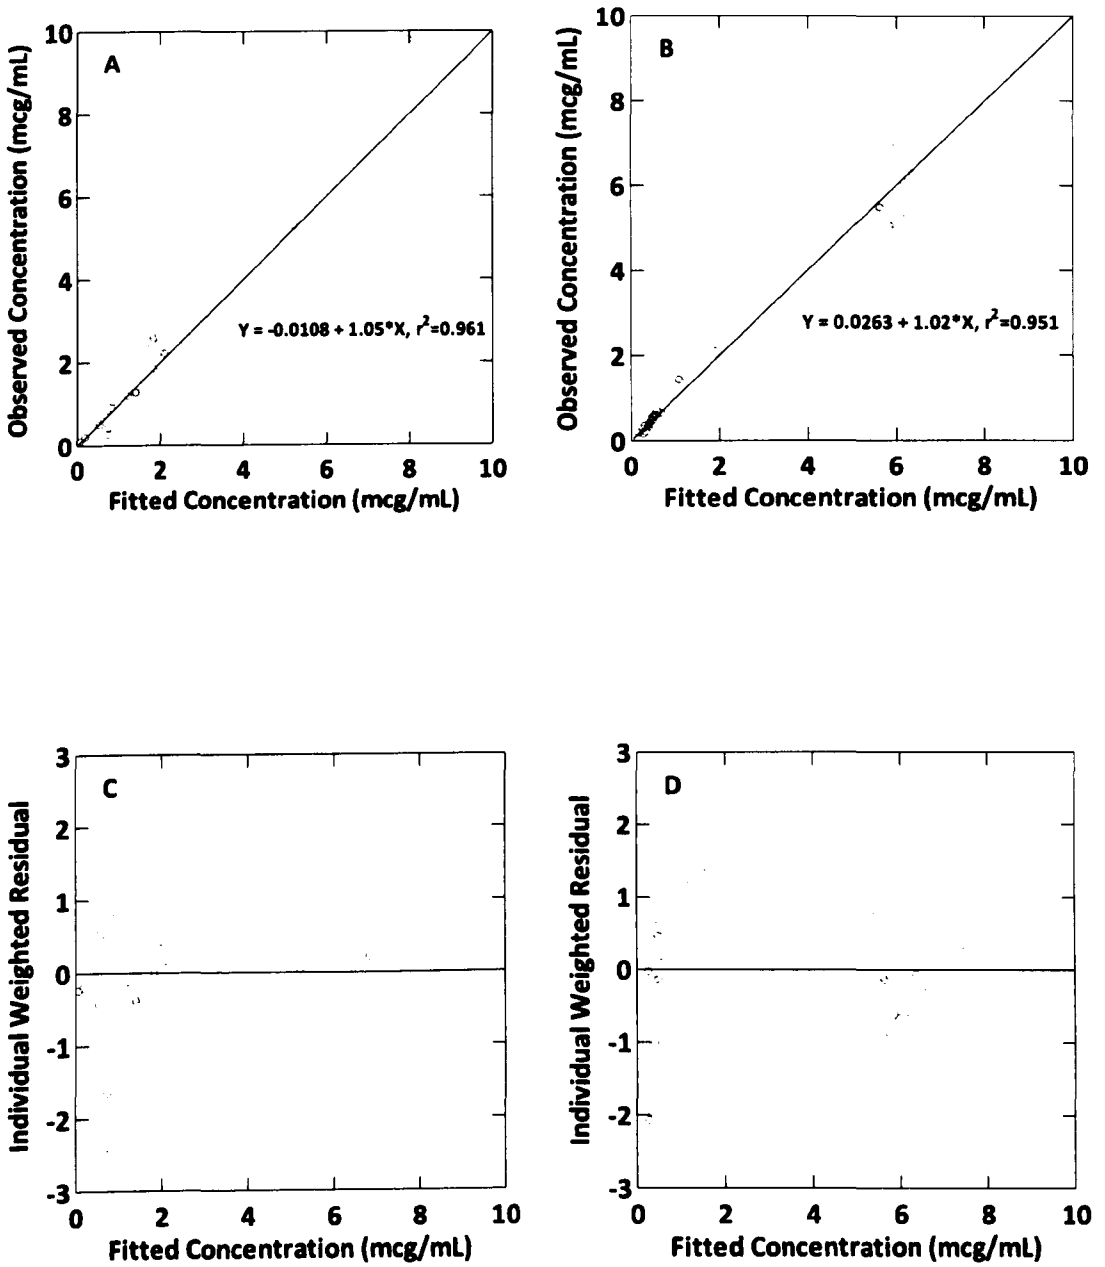 A
Observed Concentration (mcg/mL)
10
8
6
4
2
0
Y = -0.0108 + 1.05*X, r2=0.961
0 2 4 6 8 10
Fitted Concentration (mcg/mL)
B
Observed Concentration (mcg/mL)
10
8
6
4
2
0
Y = 0.0263 + 1.02*X, r2=0.951
0 2 4 6 8 10
Fitted Concentration (mcg/mL)
C
Individual Weighted Residual
3
2
1
0
-1
-2
-3
0 2 4 6 8 10
Fitted Concentration (mcg/mL)
D
Individual Weighted Residual
3
2
1
0
-1
-2
-3
0 2 4 6 8 10
Fitted Concentration (mcg/mL)